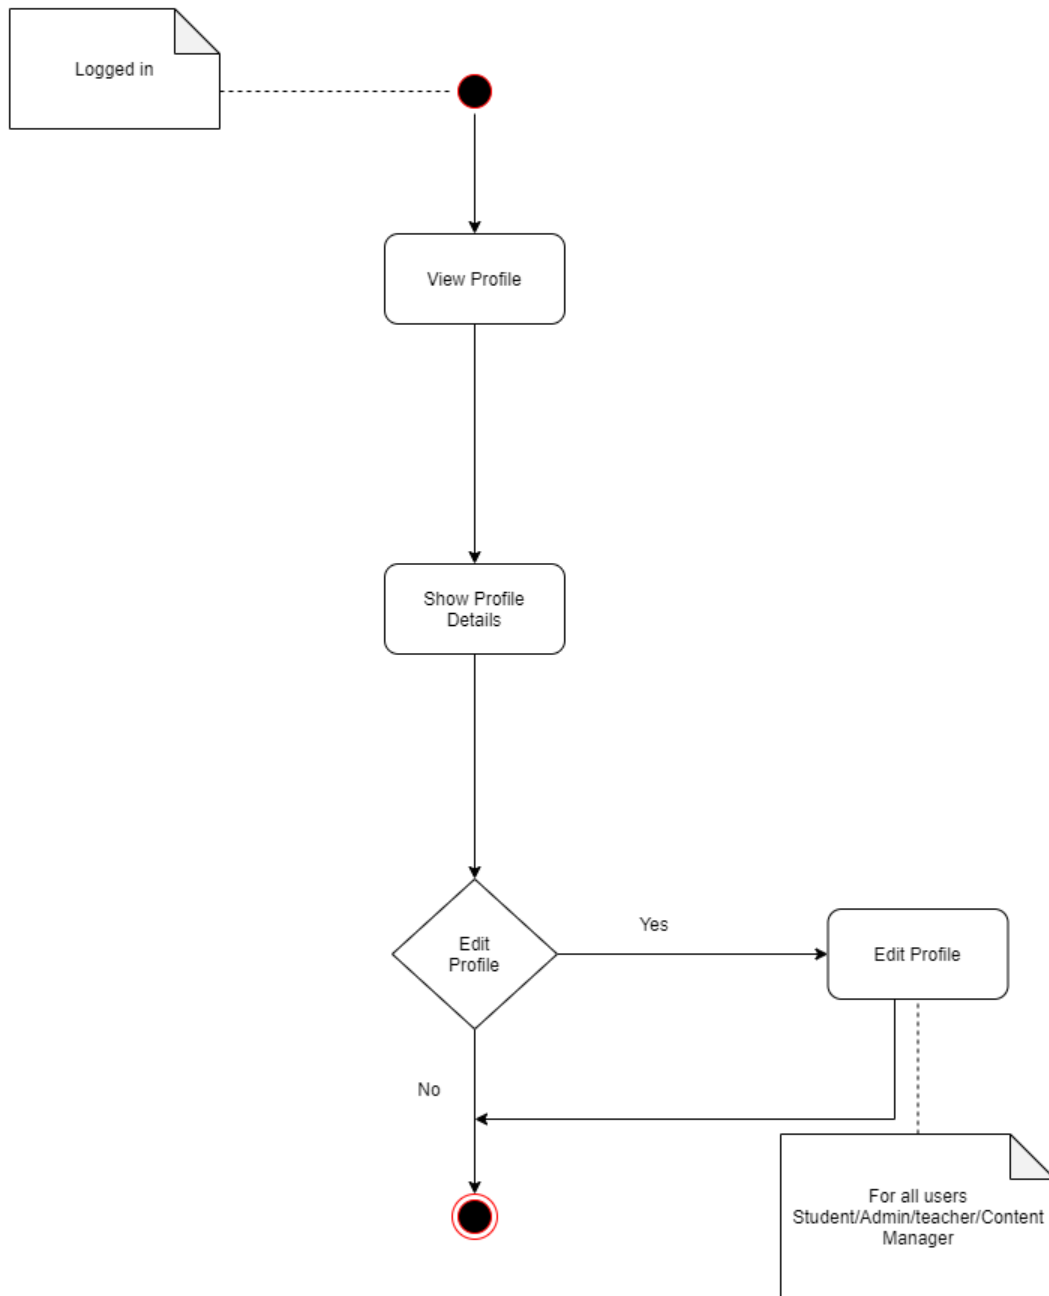 Logged in
View Profile
Show Profile
Details
Edit
Profile
Yes
Edit Profile
No
For all users
Student/Admin/teacher/Content
Manager